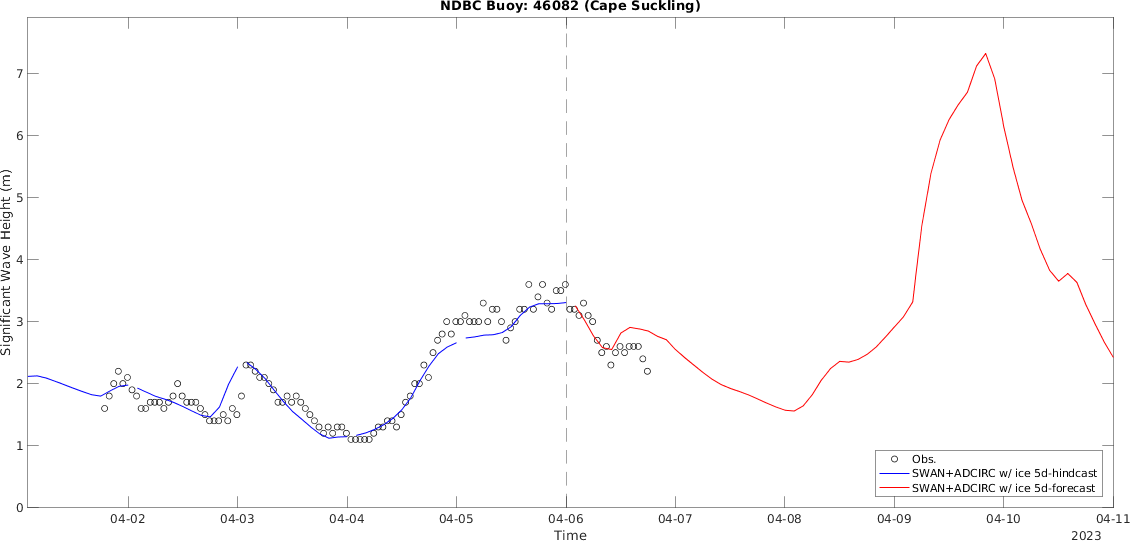 NDBC Buoy: 46082 (Cape Suckling)
Significant Wave Height (m)
7
6
5
4
3
2
1
0
04-02 04-03 04-04 04-05 04-06 04-07 04-08 04-09 04-10 04-11
Time
2023
Obs.
SWAN+ADCIRC w/ ice 5d-hindcast
SWAN+ADCIRC w/ ice 5d-forecast